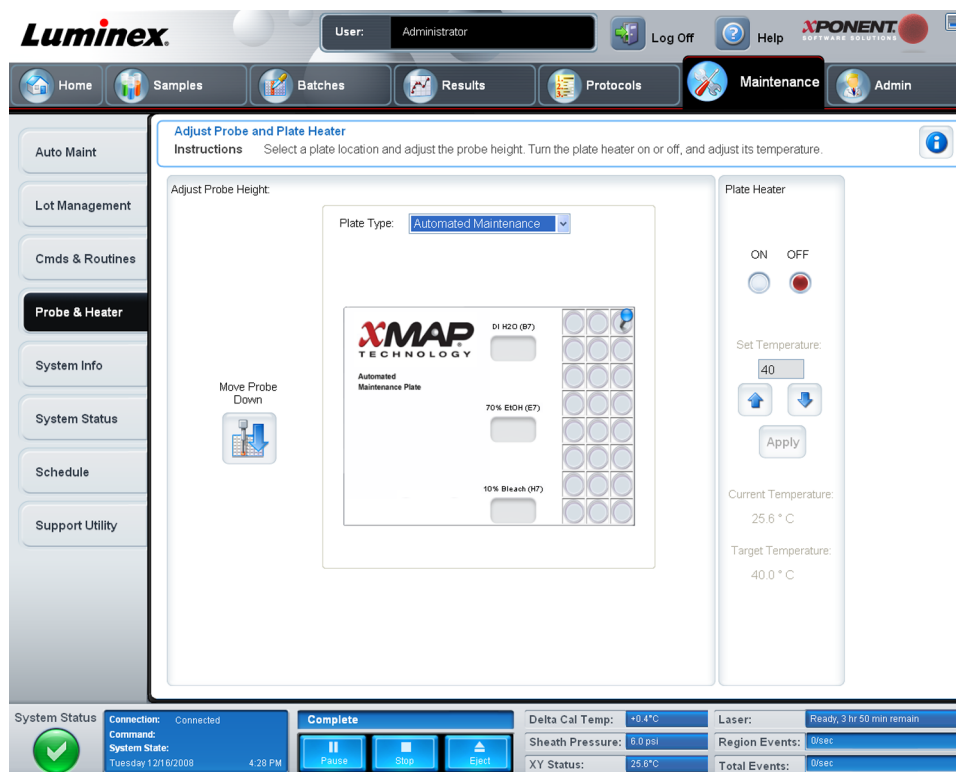 Luminex.
User: Administrator
Log Off
Help
XPONENT.
SOFTWARE SOLUTIONS
Home
Samples
Batches
Results
Protocols
Maintenance
Admin
Auto Maint
Lot Management
Cmds & Routines
Probe & Heater
System Info
System Status
Schedule
Support Utility
Adjust Probe and Plate Heater
Instructions Select a plate location and adjust the probe height. Turn the plate heater on or off, and adjust its temperature.
Adjust Probe Height:
Plate Type: Automated Maintenance
Move Probe
Down
XMAP
TECHNOLOGY
Automated
Maintenance Plate
DI H2O (B7)
70% EtOH (E7)
10% Bleach (H7)
Plate Heater
ON OFF
Set Temperature:
40
Apply
Current Temperature:
25.6 ° C
Target Temperature:
40.0 ° C
System Status
Connection: Connected
Command:
System State:
Tuesday 12/16/2008 4:28 PM
Complete
Pause
Stop
Eject
Delta Cal Temp: +0.4°C
Sheath Pressure: 6.0 psi
XY Status: 25.6°C
Laser: Ready, 3 hr 50 min remain
Region Events: 0/sec
Total Events: 0/sec